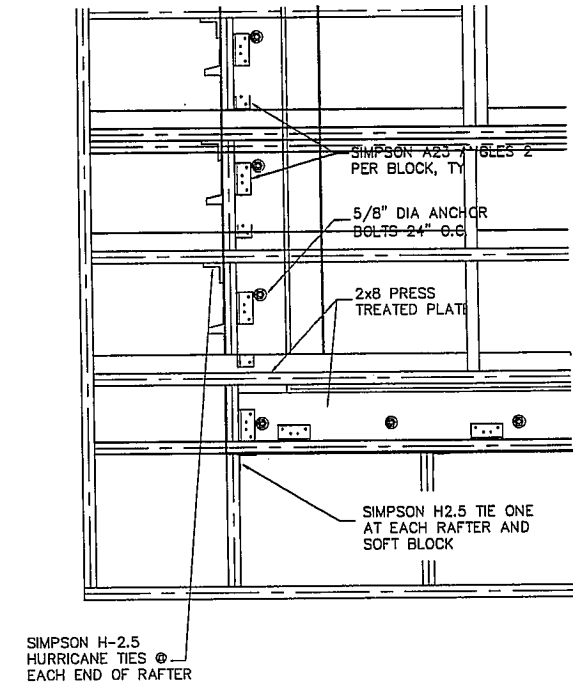 SIMPSON A23 ANGLES 2
PER BLOCK, TY
5/8" DIA ANCHOR
BOLTS 24" O.C.
2x8 PRESS
TREATED PLATE
SIMPSON H2.5 TIE ONE
AT EACH RAFTER AND
SOFT BLOCK
SIMPSON H-2.5
HURRICANE TIES @
EACH END OF RAFTER